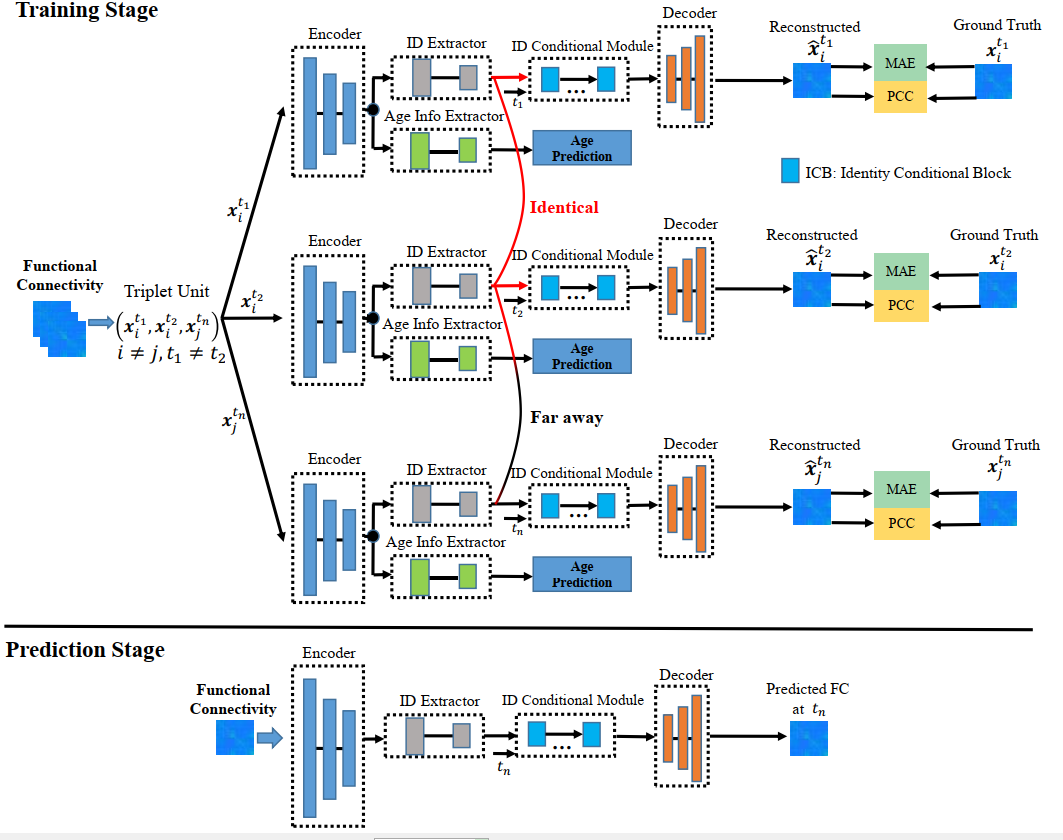 Training Stage
Encoder
ID Extractor
ID Conditional Module
Decoder
Reconstructed
x̂_i^{t_1}
Ground Truth
x_i^{t_1}
MAE
PCC
...
t_1
Age Info Extractor
Age
Prediction
ICB: Identity Conditional Block
x_i^{t_1}
Identical
Encoder
ID Extractor
ID Conditional Module
Decoder
Reconstructed
x̂_i^{t_2}
Ground Truth
x_i^{t_2}
MAE
PCC
...
t_2
Age Info Extractor
Age
Prediction
Functional
Connectivity
Triplet Unit
(x_i^{t_1}, x_i^{t_2}, x_j^{t_n})
i ≠ j, t_1 ≠ t_2
x_i^{t_2}
x_j^{t_n}
Far away
Encoder
ID Extractor
ID Conditional Module
Decoder
Reconstructed
x̂_j^{t_n}
Ground Truth
x_j^{t_n}
MAE
PCC
...
t_n
Age Info Extractor
Age
Prediction
Prediction Stage
Encoder
Functional
Connectivity
ID Extractor
ID Conditional Module
...
t_n
Decoder
Predicted FC
at t_n